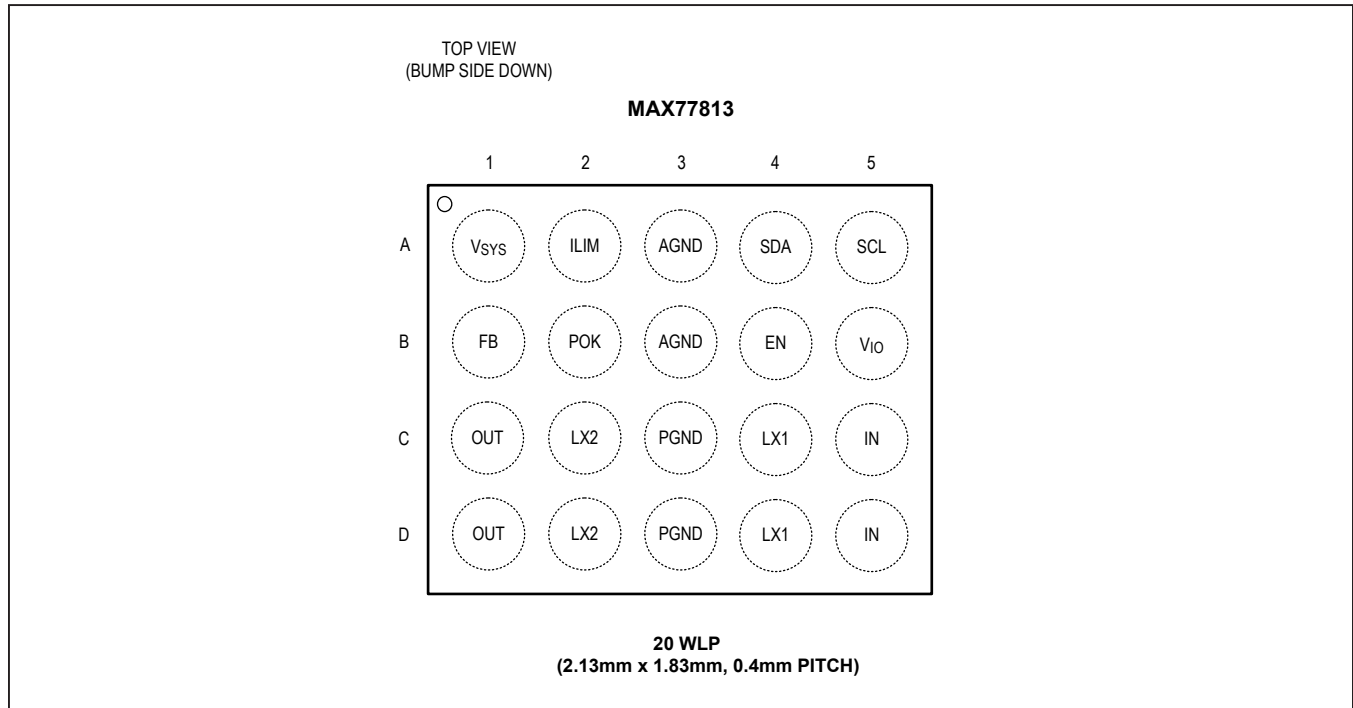 TOP VIEW
(BUMP SIDE DOWN)
MAX77813
1 2 3 4 5
A VSYS ILIM AGND SDA SCL
B FB POK AGND EN VIO
C OUT LX2 PGND LX1 IN
D OUT LX2 PGND LX1 IN
20 WLP
(2.13mm x 1.83mm, 0.4mm PITCH)